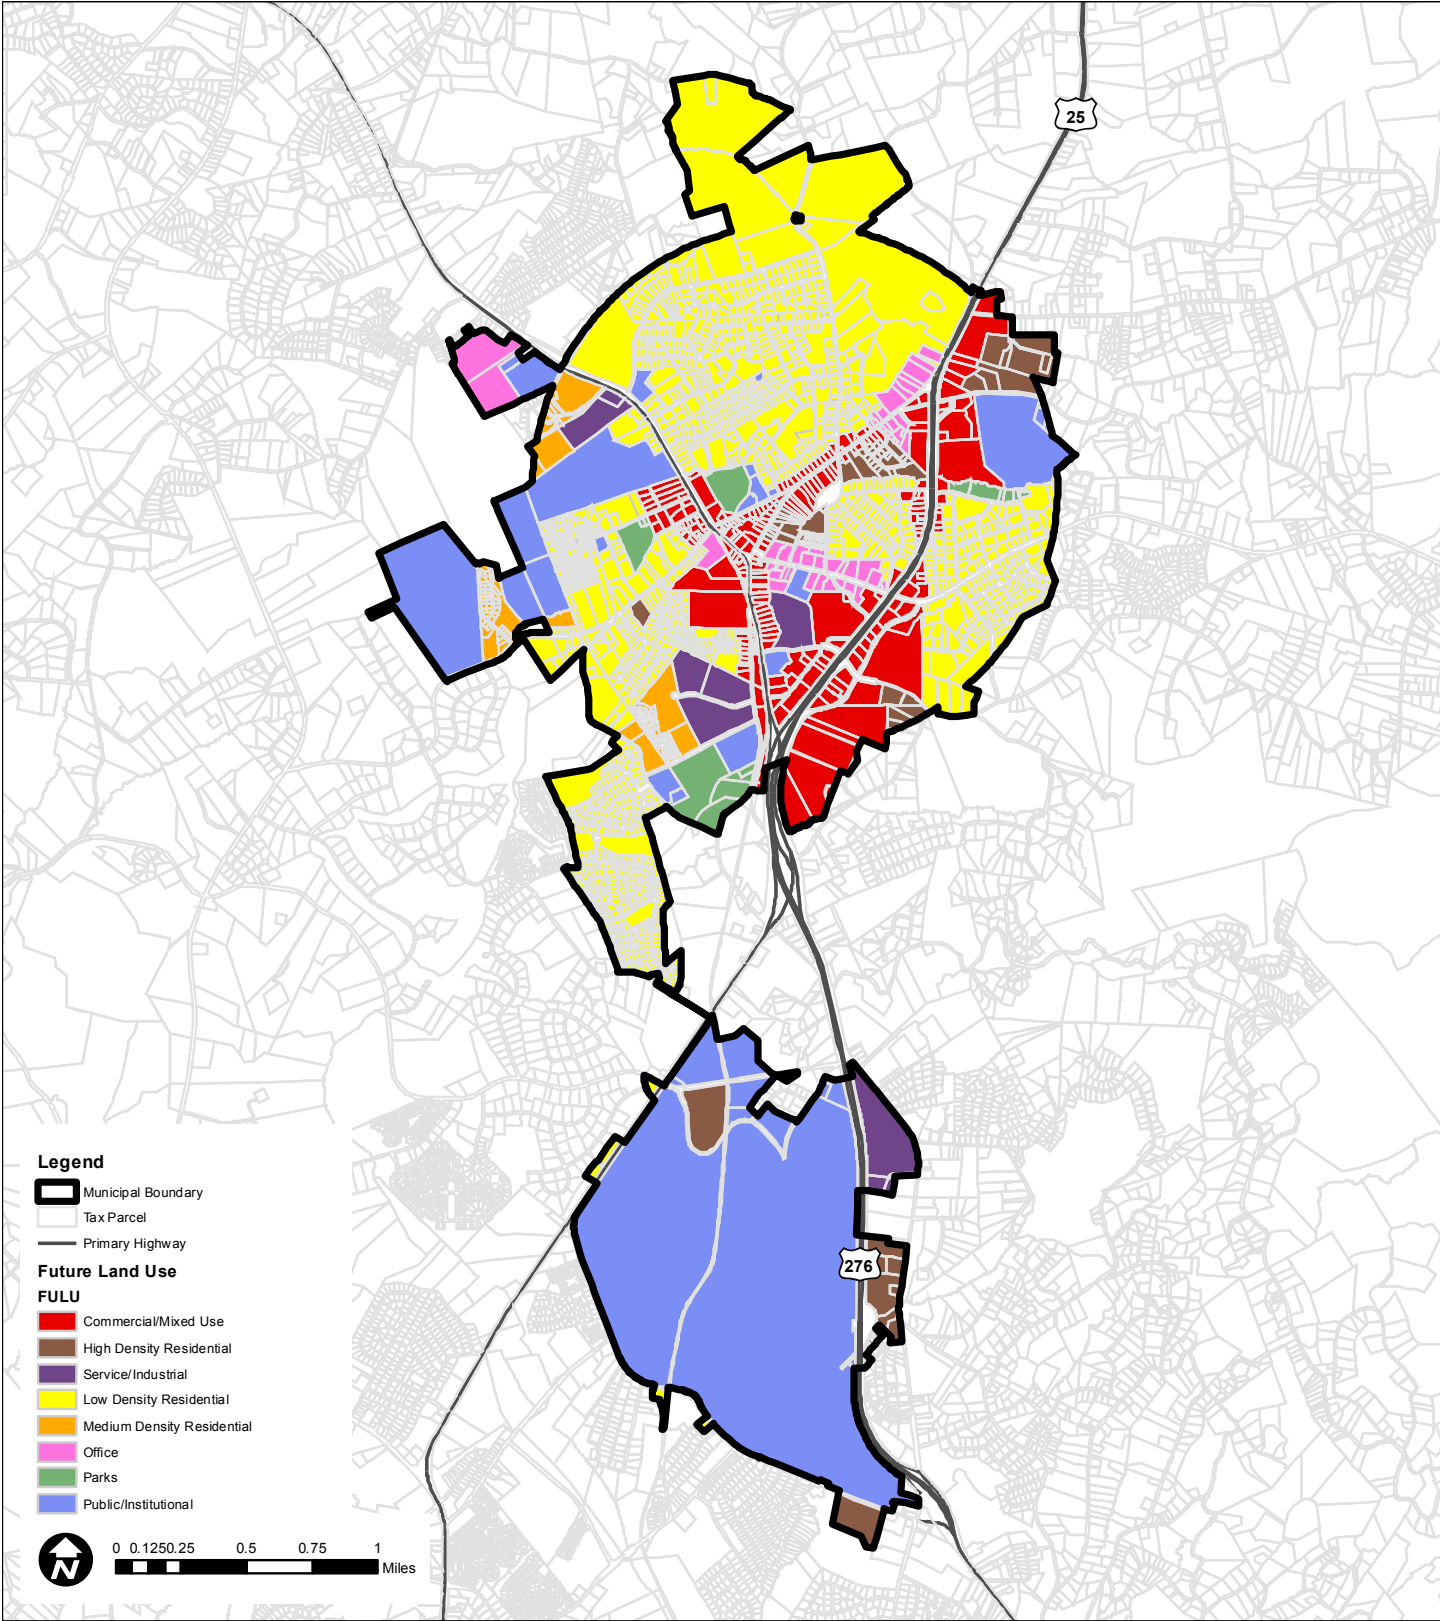 25
276
Legend
Municipal Boundary
Tax Parcel
Primary Highway
Future Land Use
FULU
Commercial/Mixed Use
High Density Residential
Service/Industrial
Low Density Residential
Medium Density Residential
Office
Parks
Public/Institutional
N
0 0.125 0.25 0.5 0.75 1
Miles